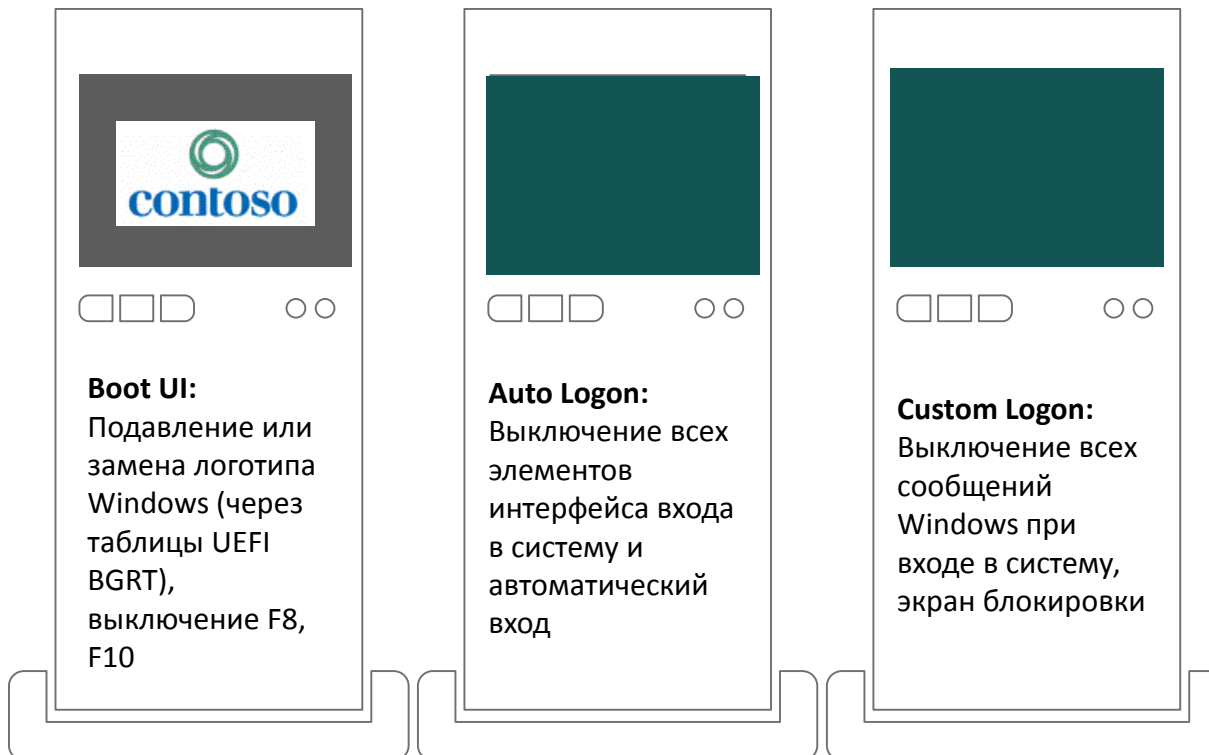 contoso
Boot UI:
Подавление или
замена логотипа
Windows (через
таблицы UEFI
BGRT),
выключение F8,
F10
Auto Logon:
Выключение всех
элементов
интерфейса входа
в систему и
автоматический
вход
Custom Logon:
Выключение всех
сообщений
Windows при
входе в систему,
экран блокировки